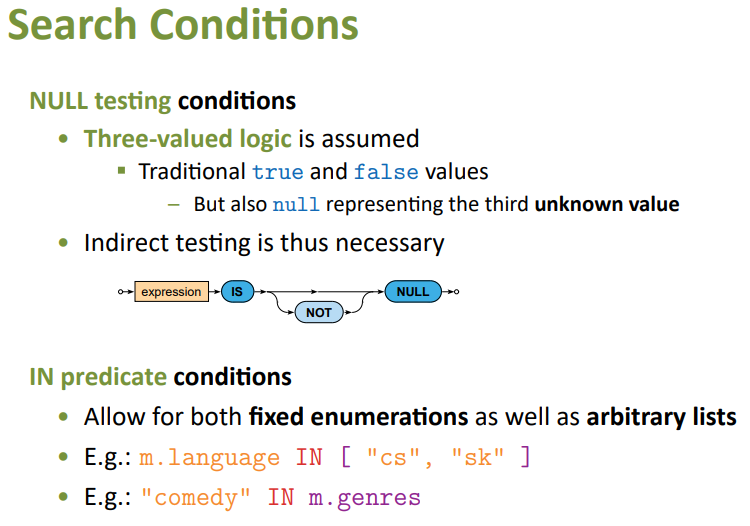 Search Conditions
NULL testing conditions
• Three-valued logic is assumed
▪ Traditional true and false values
– But also null representing the third unknown value
• Indirect testing is thus necessary
expression IS NOT NULL
IN predicate conditions
• Allow for both fixed enumerations as well as arbitrary lists
• E.g.: m.language IN [ "cs", "sk" ]
• E.g.: "comedy" IN m.genres